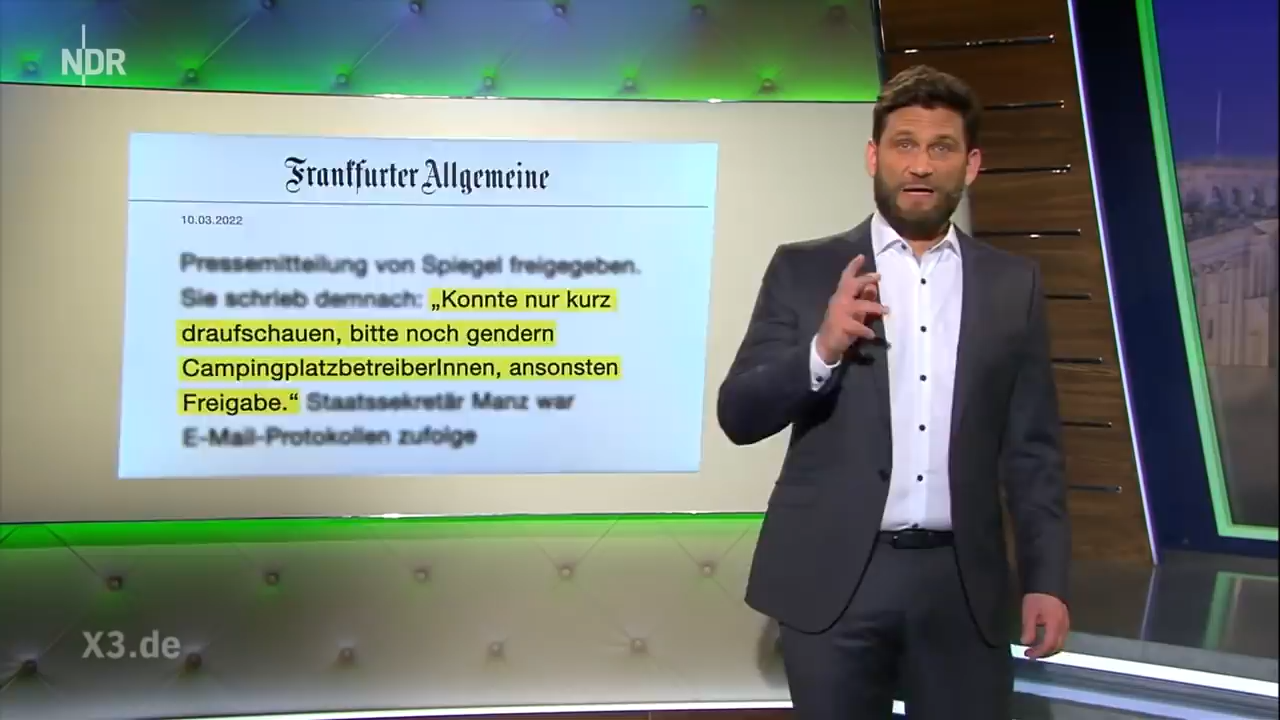 NDR
Frankfurter Allgemeine
10.03.2022
Pressemitteilung von Spiegel freigegeben.
Sie schrieb demnach: „Konnte nur kurz
draufschauen, bitte noch gendern
CampingplatzbetreiberInnen, ansonsten
Freigabe.“ Staatssekretär Manz war
E-Mail-Protokollen zufolge
X3.de